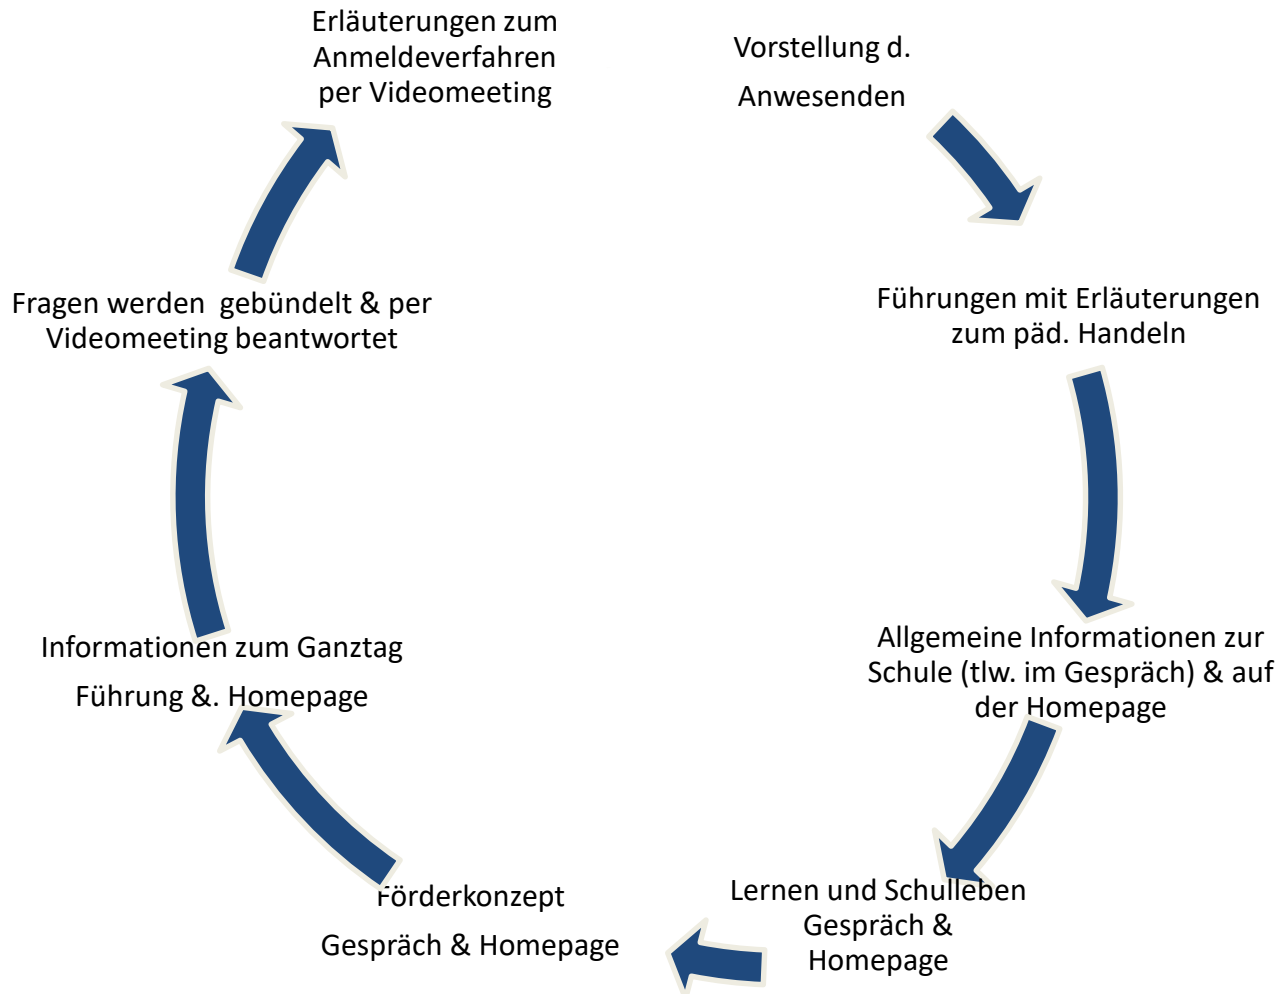 Erläuterungen zum
Anmeldeverfahren
per Videomeeting
Vorstellung d.
Anwesenden
Führungen mit Erläuterungen
zum päd. Handeln
Allgemeine Informationen zur
Schule (tlw. im Gespräch) & auf
der Homepage
Lernen und Schulleben
Gespräch &
Homepage
Förderkonzept
Gespräch & Homepage
Informationen zum Ganztag
Führung &. Homepage
Fragen werden  gebündelt & per
Videomeeting beantwortet